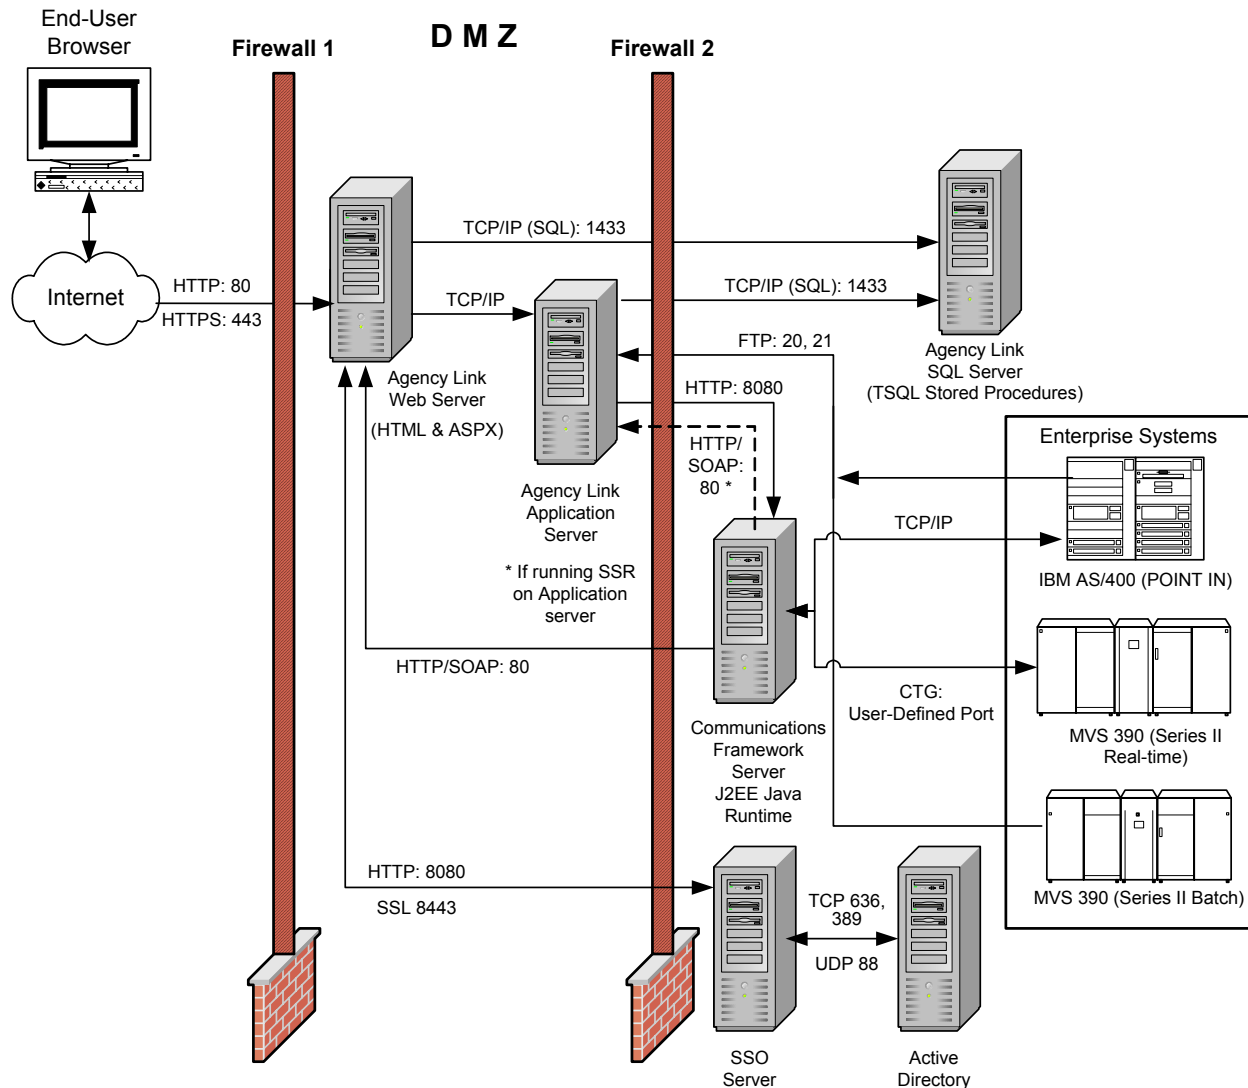 End-User
Browser
Firewall 1
D M Z
Firewall 2
Internet
HTTP: 80
HTTPS: 443
TCP/IP (SQL): 1433
TCP/IP
TCP/IP (SQL): 1433
FTP: 20, 21
HTTP: 8080
HTTP/
SOAP:
80 *
Agency Link
Web Server
(HTML & ASPX)
Agency Link
SQL Server
(TSQL Stored Procedures)
Agency Link
Application
Server
* If running SSR
on Application
server
Enterprise Systems
TCP/IP
IBM AS/400 (POINT IN)
HTTP/SOAP: 80
CTG:
User-Defined Port
Communications
Framework
Server
J2EE Java
Runtime
MVS 390 (Series II
Real-time)
MVS 390 (Series II Batch)
HTTP: 8080
SSL 8443
TCP 636,
389
UDP 88
SSO
Server
Active
Directory